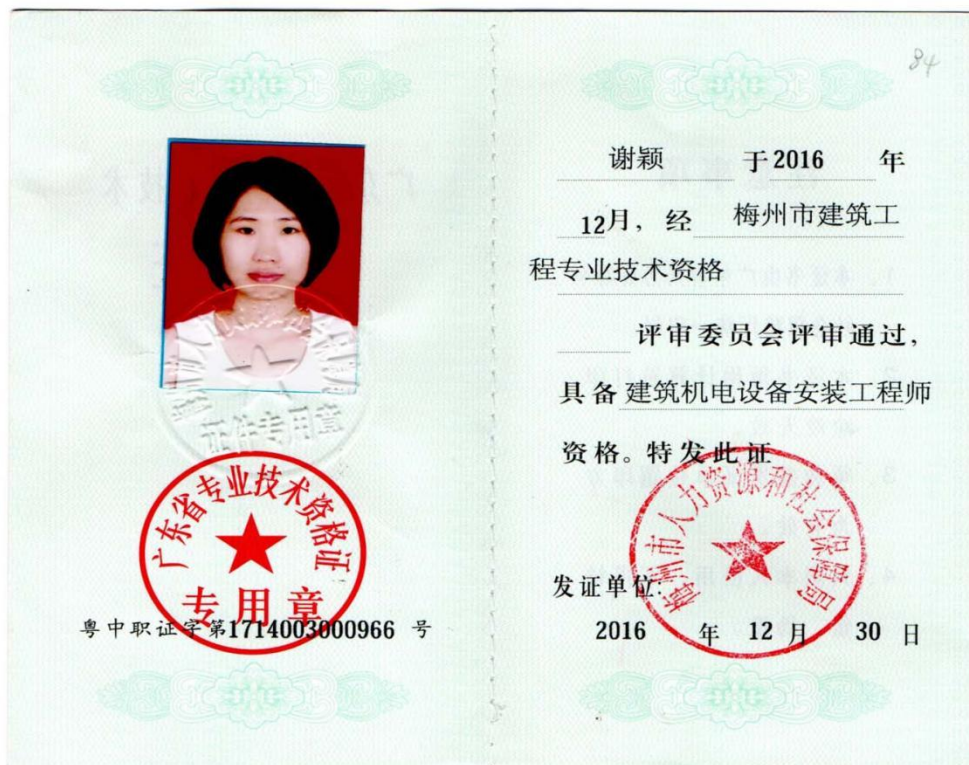 证件专用章
广东省专业技术资格证
专用章
粤中职证字第1714003000966 号
84
谢颖 于2016 年
12月，经 梅州市建筑工
程专业技术资格
评审委员会评审通过，
具备 建筑机电设备安装工程师
资格。特发此证
梅州市人力资源和社会保障局
发证单位：
2016 年 12 月 30 日